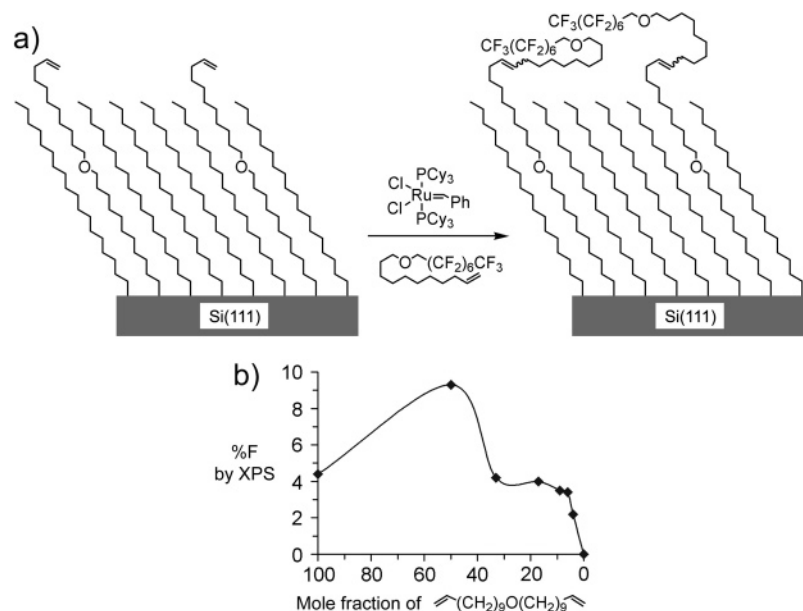 a)
CF₃(CF₂)₆
O
CF₃(CF₂)₆
O
O
O
PCy₃
Cl
Ru
Ph
Cl
PCy₃
O
(CF₂)₆CF₃
O
O
Si(111)
Si(111)
b)
10
8
%F
by XPS
6
4
2
0
100 80 60 40 20 0
Mole fraction of (CH₂)₉O(CH₂)₉